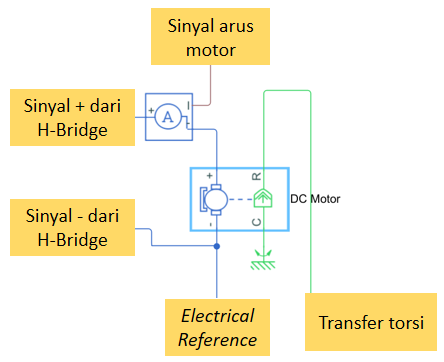 Sinyal arus
motor
Sinyal + dari
H-Bridge
+
I
A
-
+
R
DC Motor
Sinyal - dari
H-Bridge
-
C
Electrical
Reference
Transfer torsi